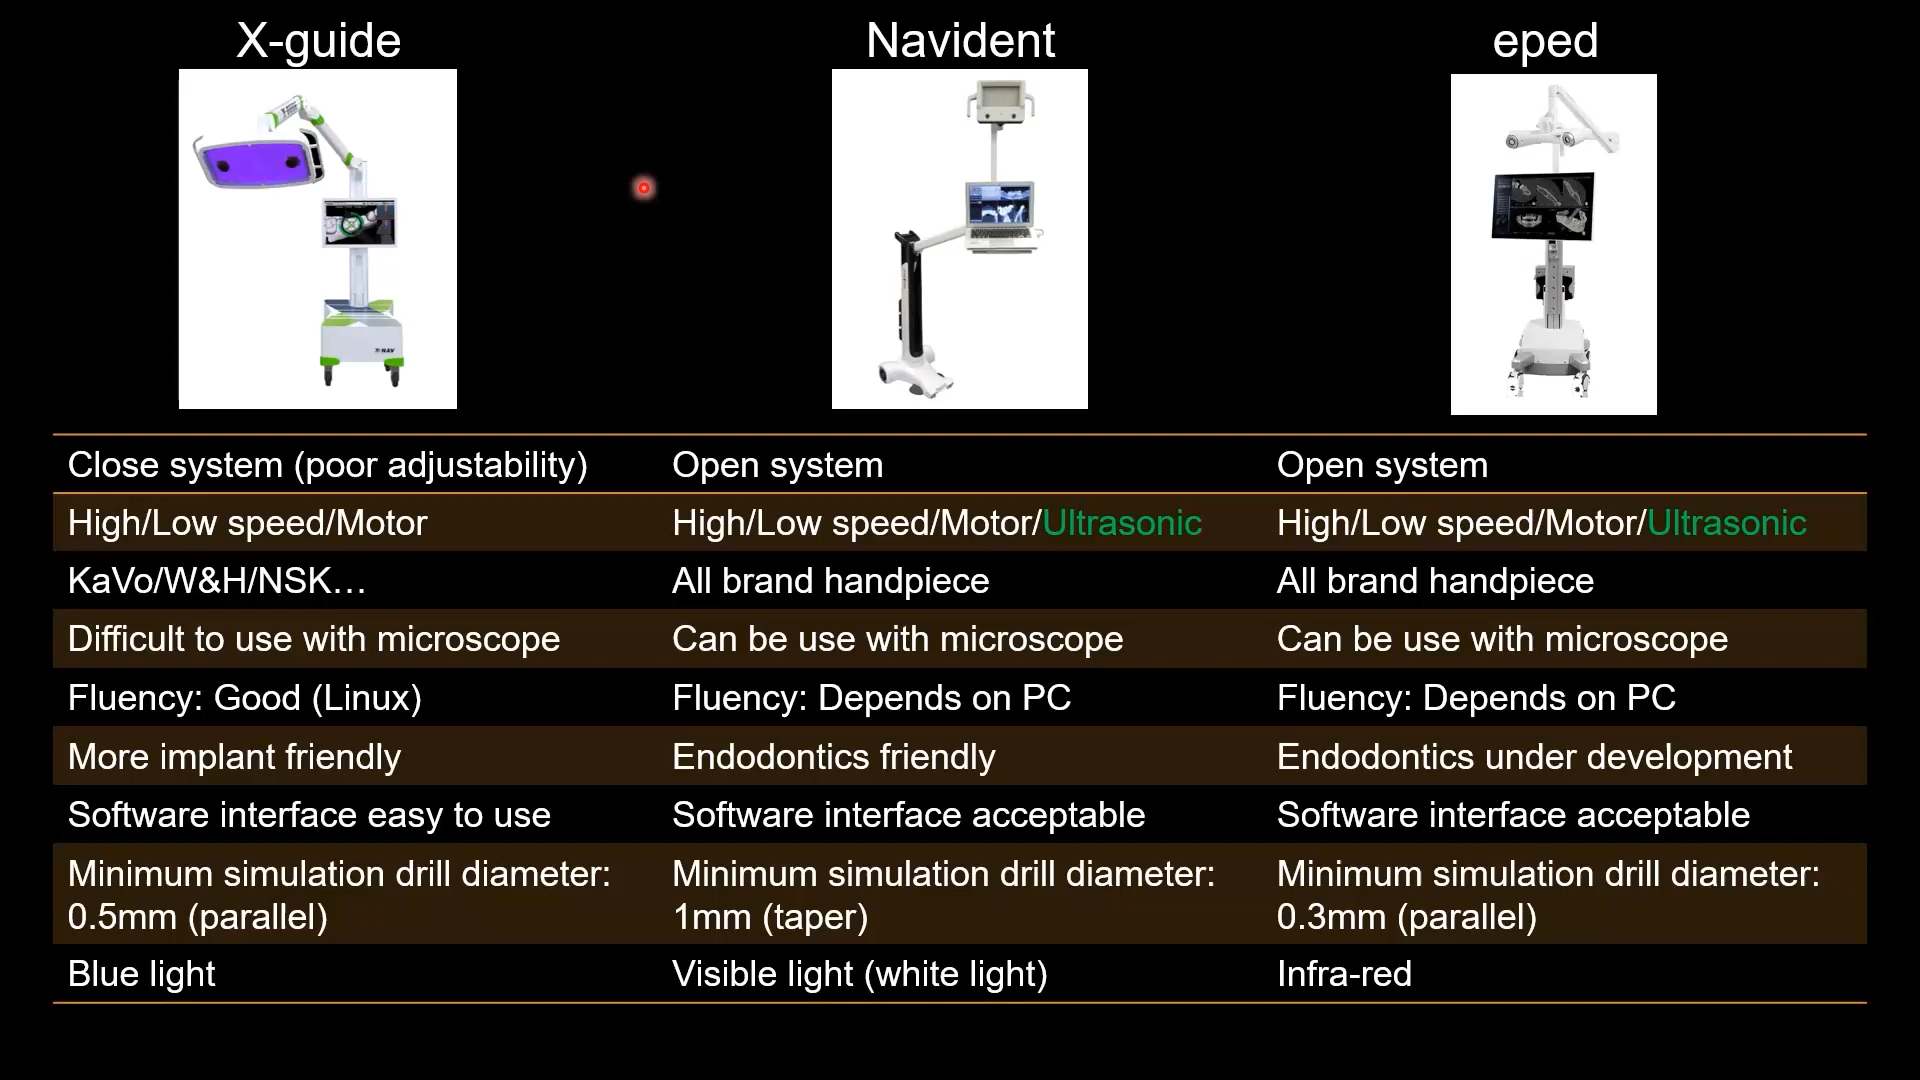 X-guide
Navident
eped
X-NAV
Close system (poor adjustability)
Open system
Open system
High/Low speed/Motor
High/Low speed/Motor/Ultrasonic
High/Low speed/Motor/Ultrasonic
KaVo/W&H/NSK…
All brand handpiece
All brand handpiece
Difficult to use with microscope
Can be use with microscope
Can be use with microscope
Fluency: Good (Linux)
Fluency: Depends on PC
Fluency: Depends on PC
More implant friendly
Endodontics friendly
Endodontics under development
Software interface easy to use
Software interface acceptable
Software interface acceptable
Minimum simulation drill diameter:
0.5mm (parallel)
Minimum simulation drill diameter:
1mm (taper)
Minimum simulation drill diameter:
0.3mm (parallel)
Blue light
Visible light (white light)
Infra-red